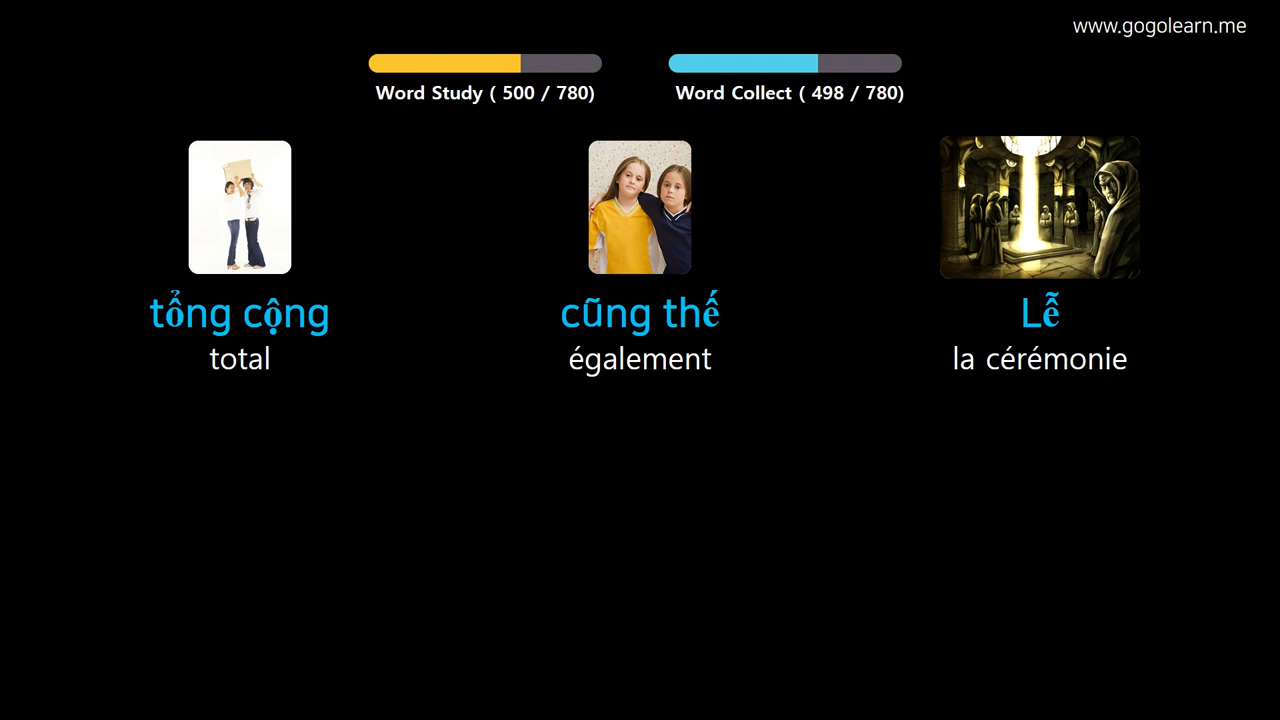 www.gogolearn.me
Word Study ( 500 / 780)
Word Collect ( 498 / 780)
tổng cộng
total
cũng thế
également
Lễ
la cérémonie